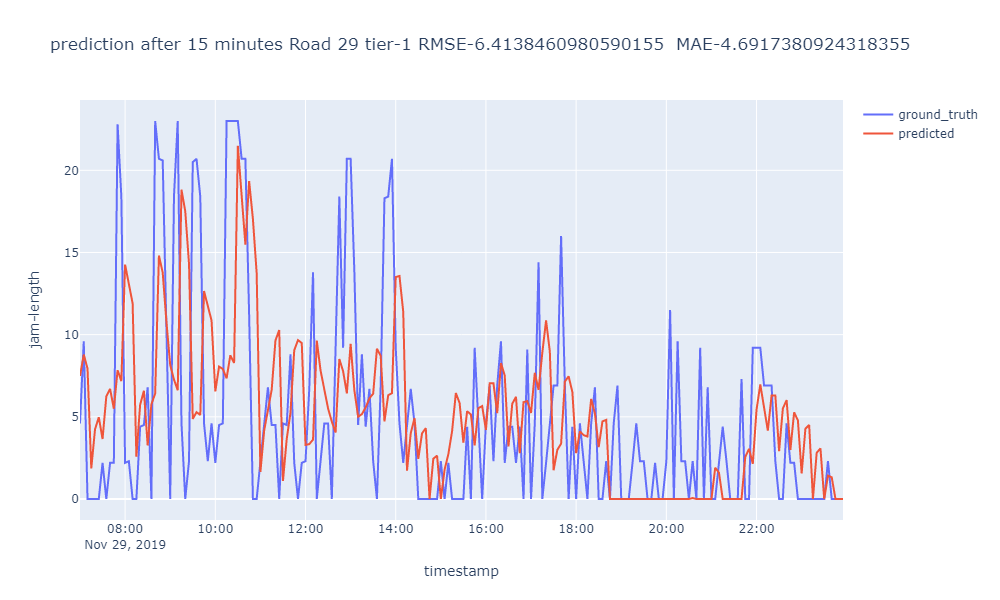 prediction after 15 minutes Road 29 tier-1 RMSE-6.4138460980590155  MAE-4.6917380924318355
ground_truth
predicted
jam-length
20
15
10
5
0
08:00 10:00 12:00 14:00 16:00 18:00 20:00 22:00
Nov 29, 2019
timestamp